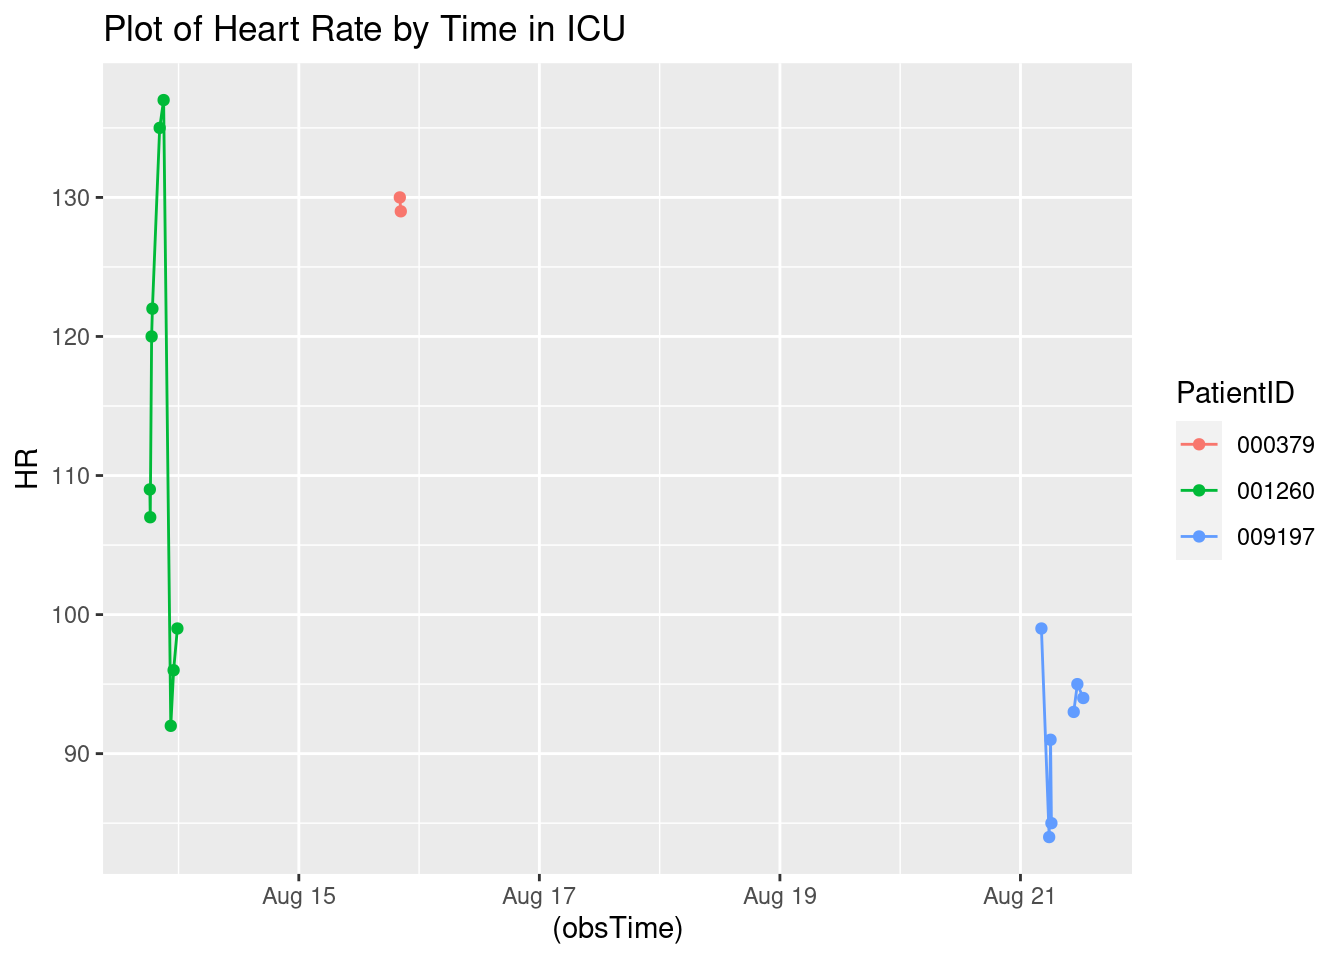 Plot of Heart Rate by Time in ICU
HR
130
120
110
100
90
Aug 15
Aug 17
Aug 19
Aug 21
(obsTime)
PatientID
000379
001260
009197